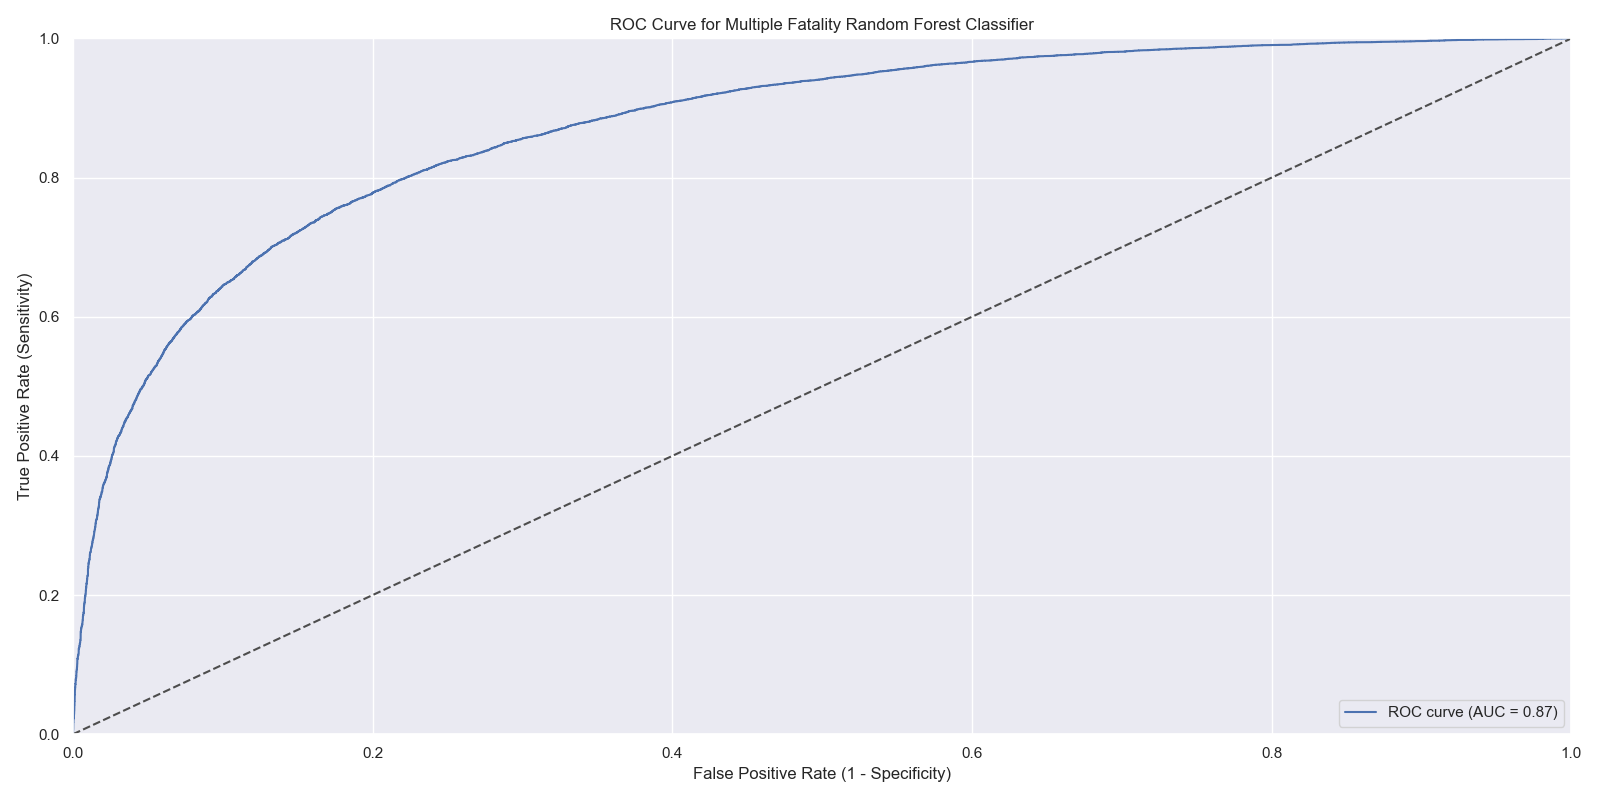 ROC Curve for Multiple Fatality Random Forest Classifier
True Positive Rate (Sensitivity)
1.0
0.8
0.6
0.4
0.2
0.0
0.0 0.2 0.4 0.6 0.8 1.0
False Positive Rate (1 - Specificity)
ROC curve (AUC = 0.87)